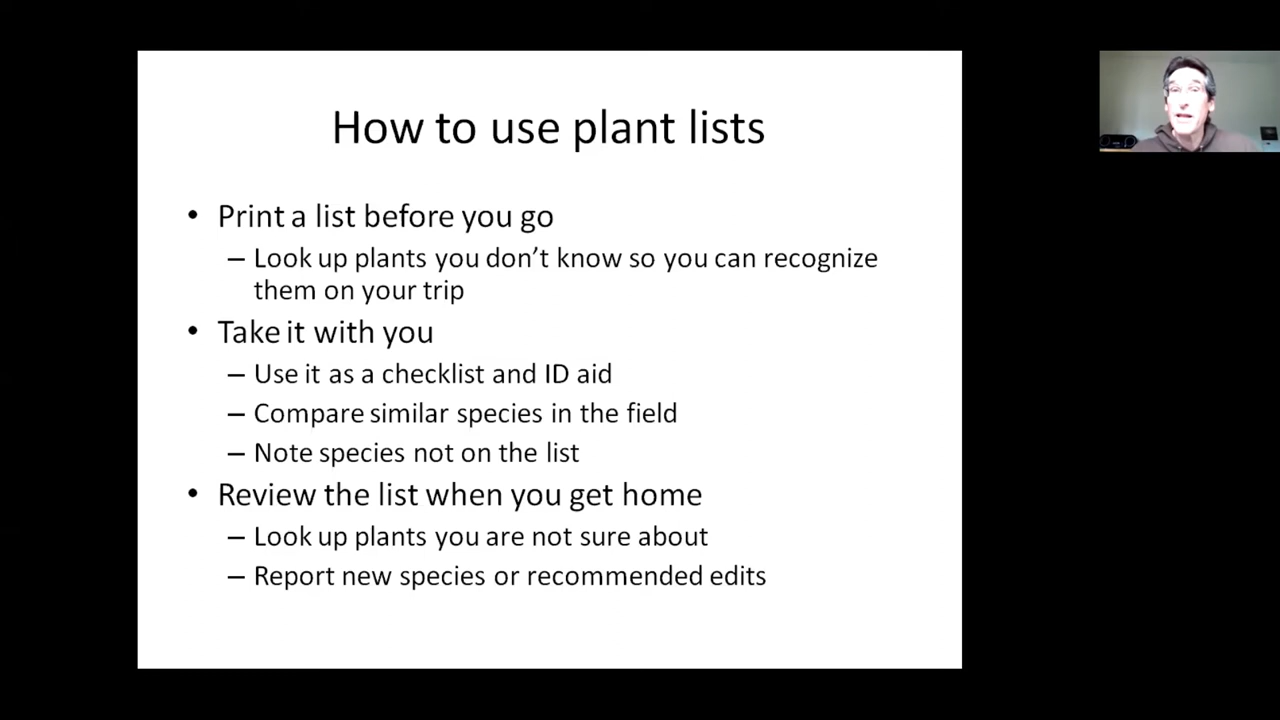 How to use plant lists
• Print a list before you go
– Look up plants you don’t know so you can recognize
them on your trip
• Take it with you
– Use it as a checklist and ID aid
– Compare similar species in the field
– Note species not on the list
• Review the list when you get home
– Look up plants you are not sure about
– Report new species or recommended edits